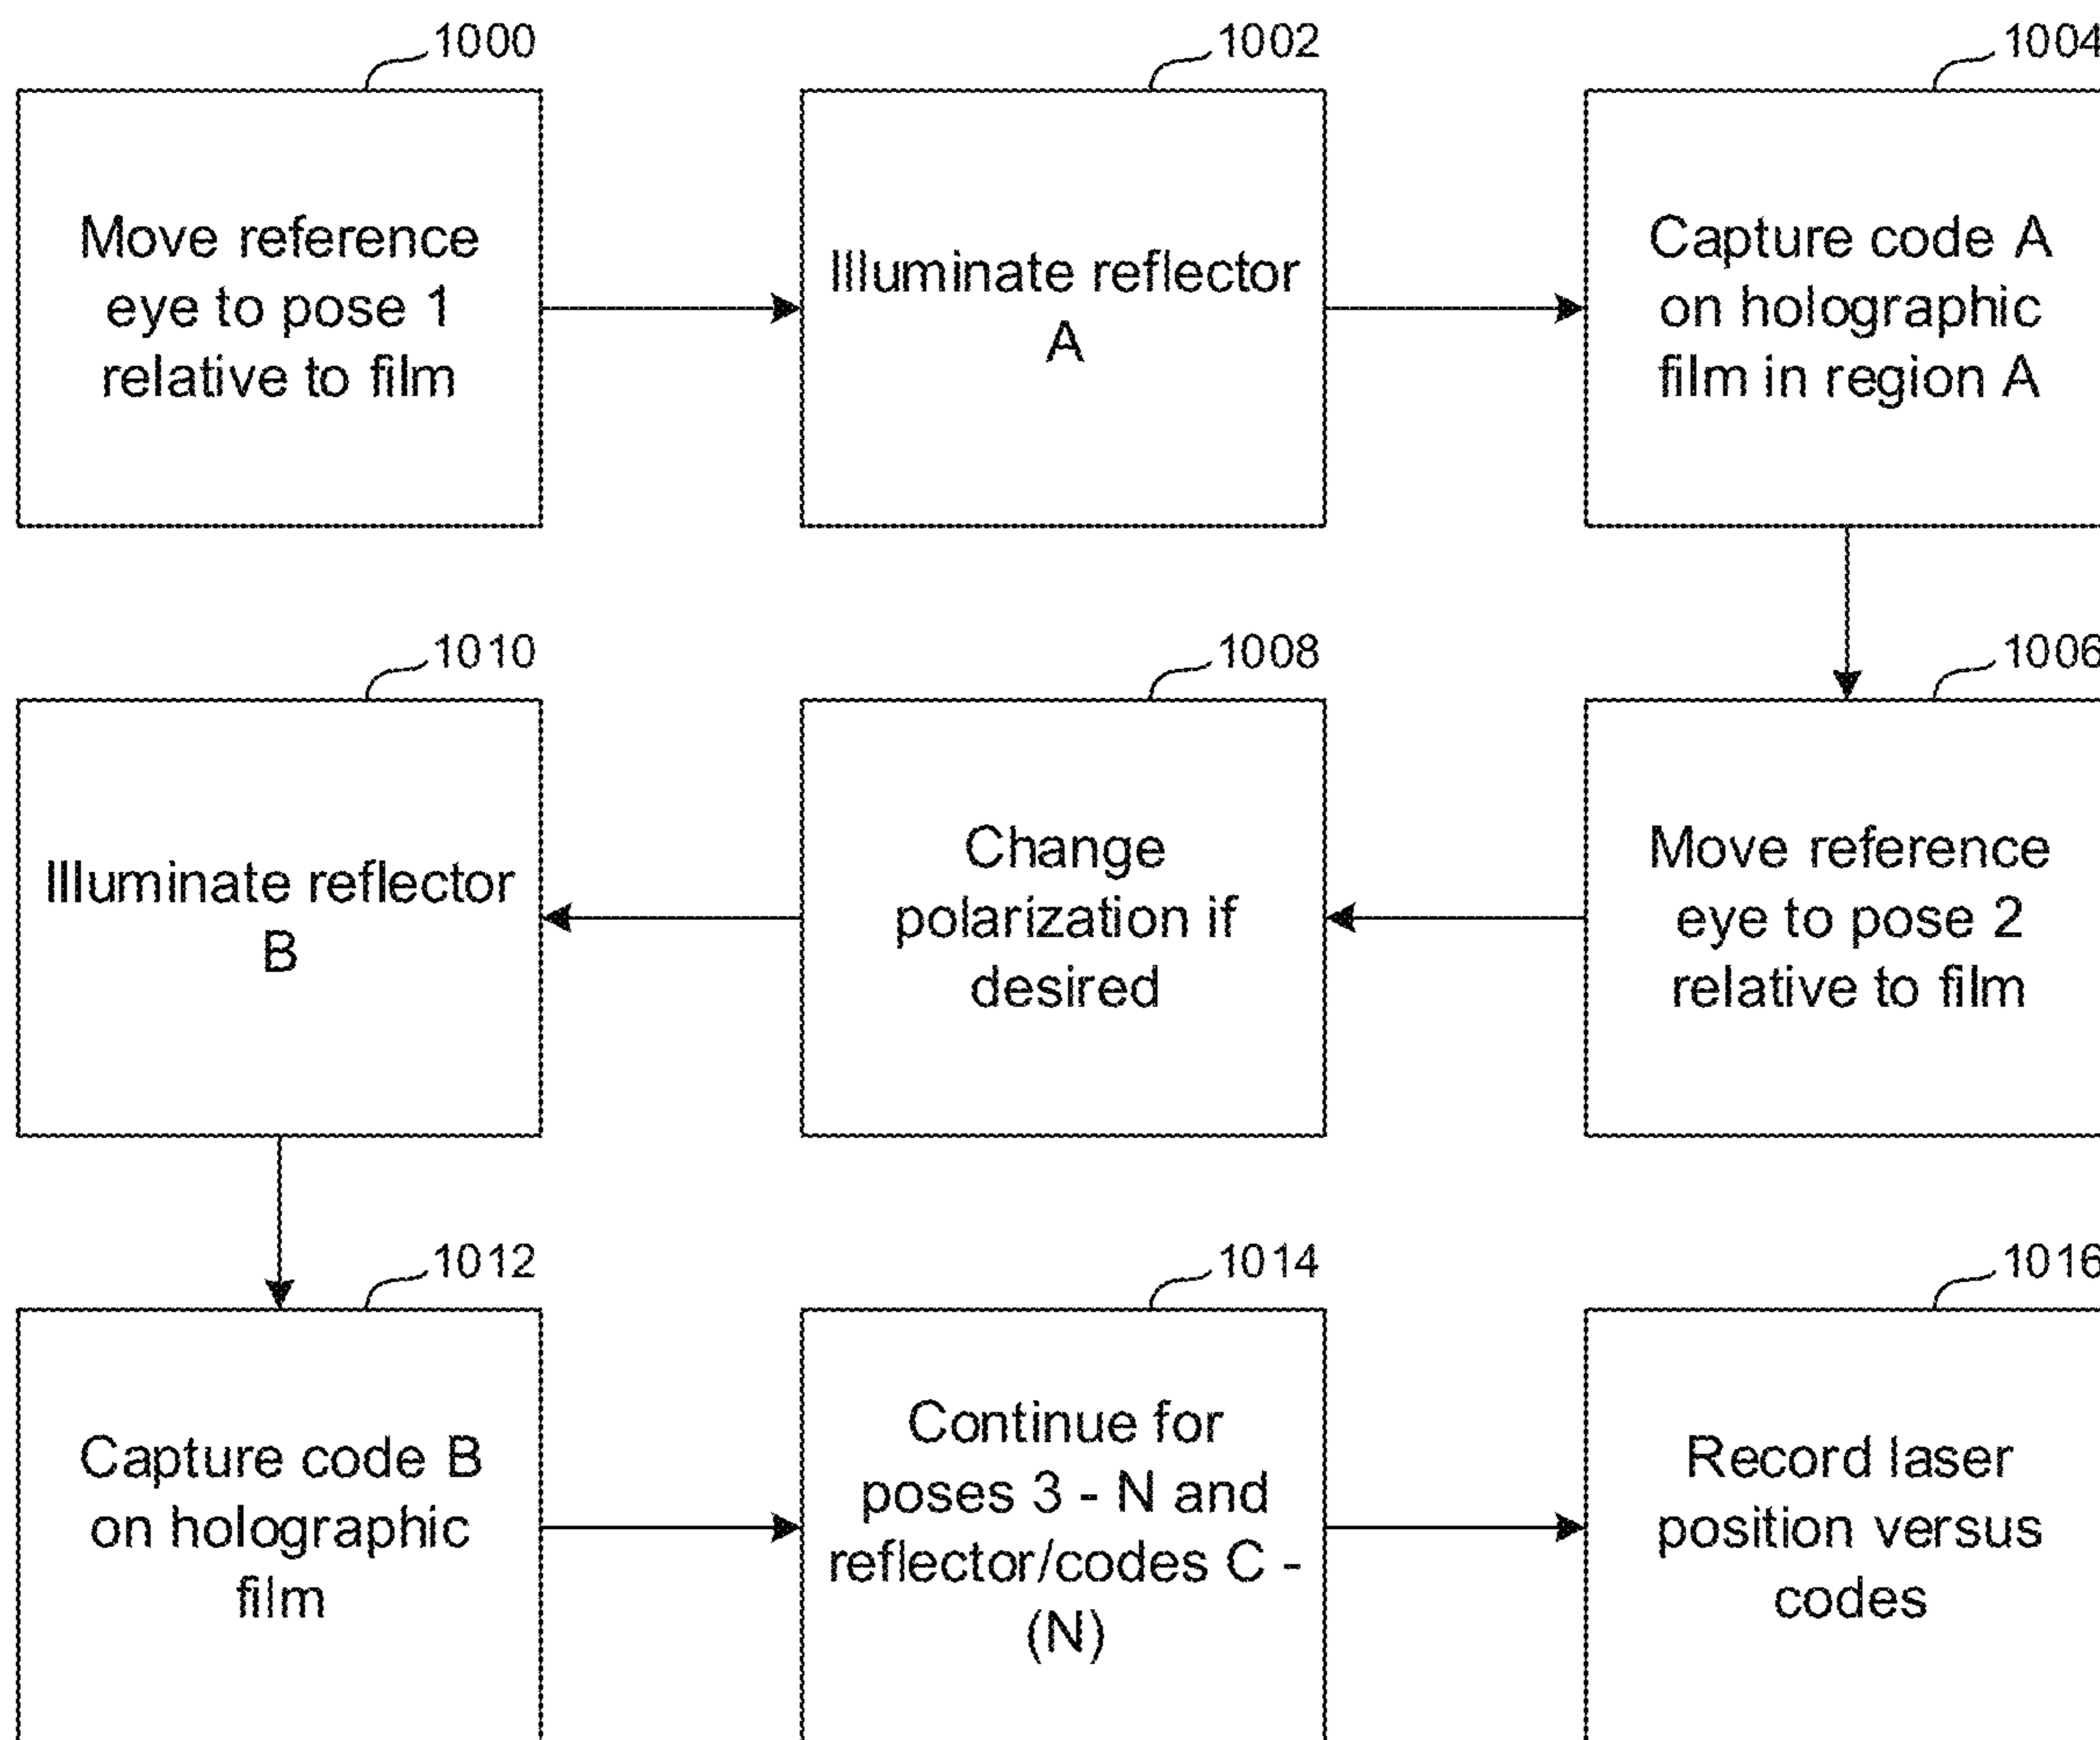 1000
Move reference
eye to pose 1
relative to film
1002
Illuminate reflector
A
1004
Capture code A
on holographic
film in region A
1006
Move reference
eye to pose 2
relative to film
1008
Change
polarization if
desired
1010
Illuminate reflector
B
1012
Capture code B
on holographic
film
1014
Continue for
poses 3 - N and
reflector/codes C -
(N)
1016
Record laser
position versus
codes